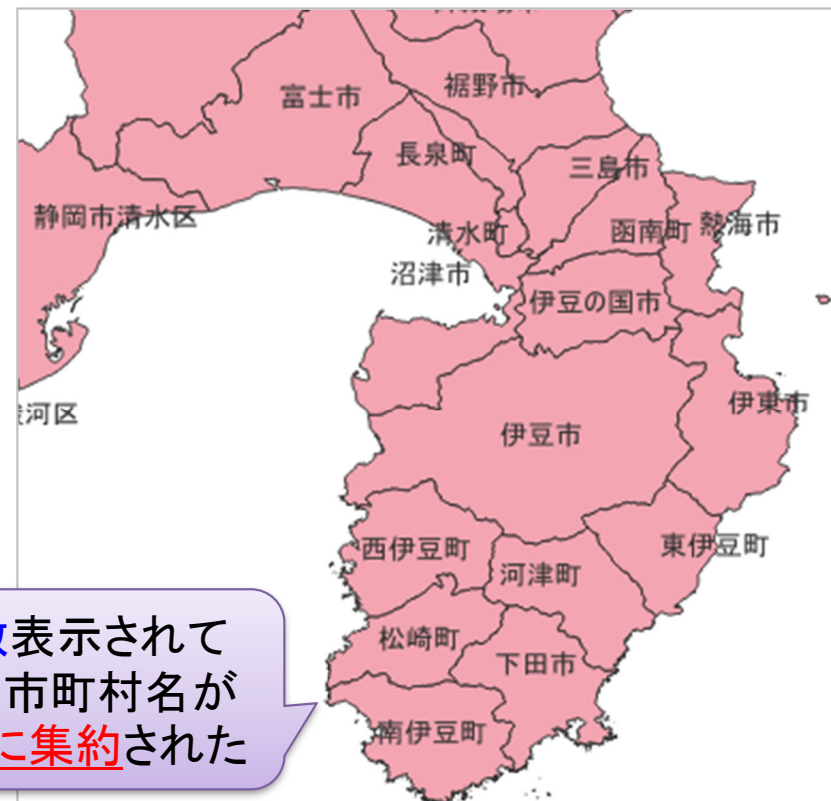 富士市
裾野市
長泉町
三島市
静岡市清水区
清水町
函南町
熱海市
沼津市
伊豆の国市
河区
伊東市
伊豆市
西伊豆町
東伊豆町
河津町
松崎町
下田市
南伊豆町
表示されて
市町村名が
に集約された